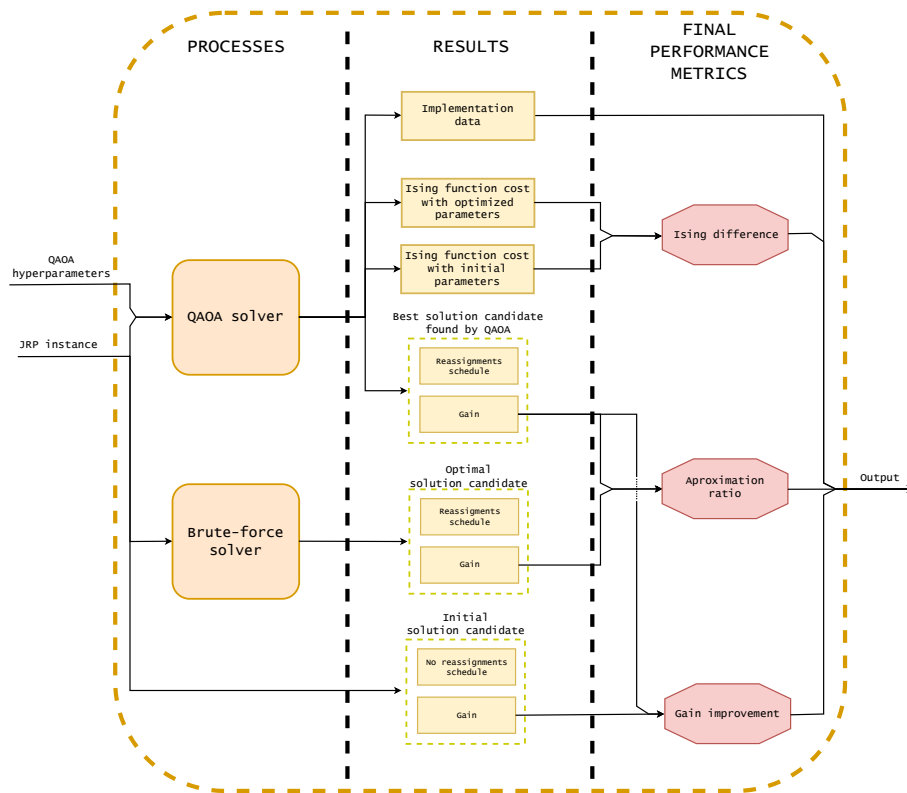 PROCESSES
RESULTS
FINAL
PERFORMANCE
METRICS
Implementation
data
Ising function cost
with optimized
parameters
Ising function cost
with initial
parameters
Ising difference
QAOA
hyperparameters
QAOA solver
JRP instance
Best solution candidate
found by QAOA
Reassignments
schedule
Gain
Optimal
solution candidate
Reassigments
schedule
Gain
Aproximation
ratio
Output
Brute-force
solver
Initial
solution candidate
No reassignments
schedule
Gain
Gain improvement